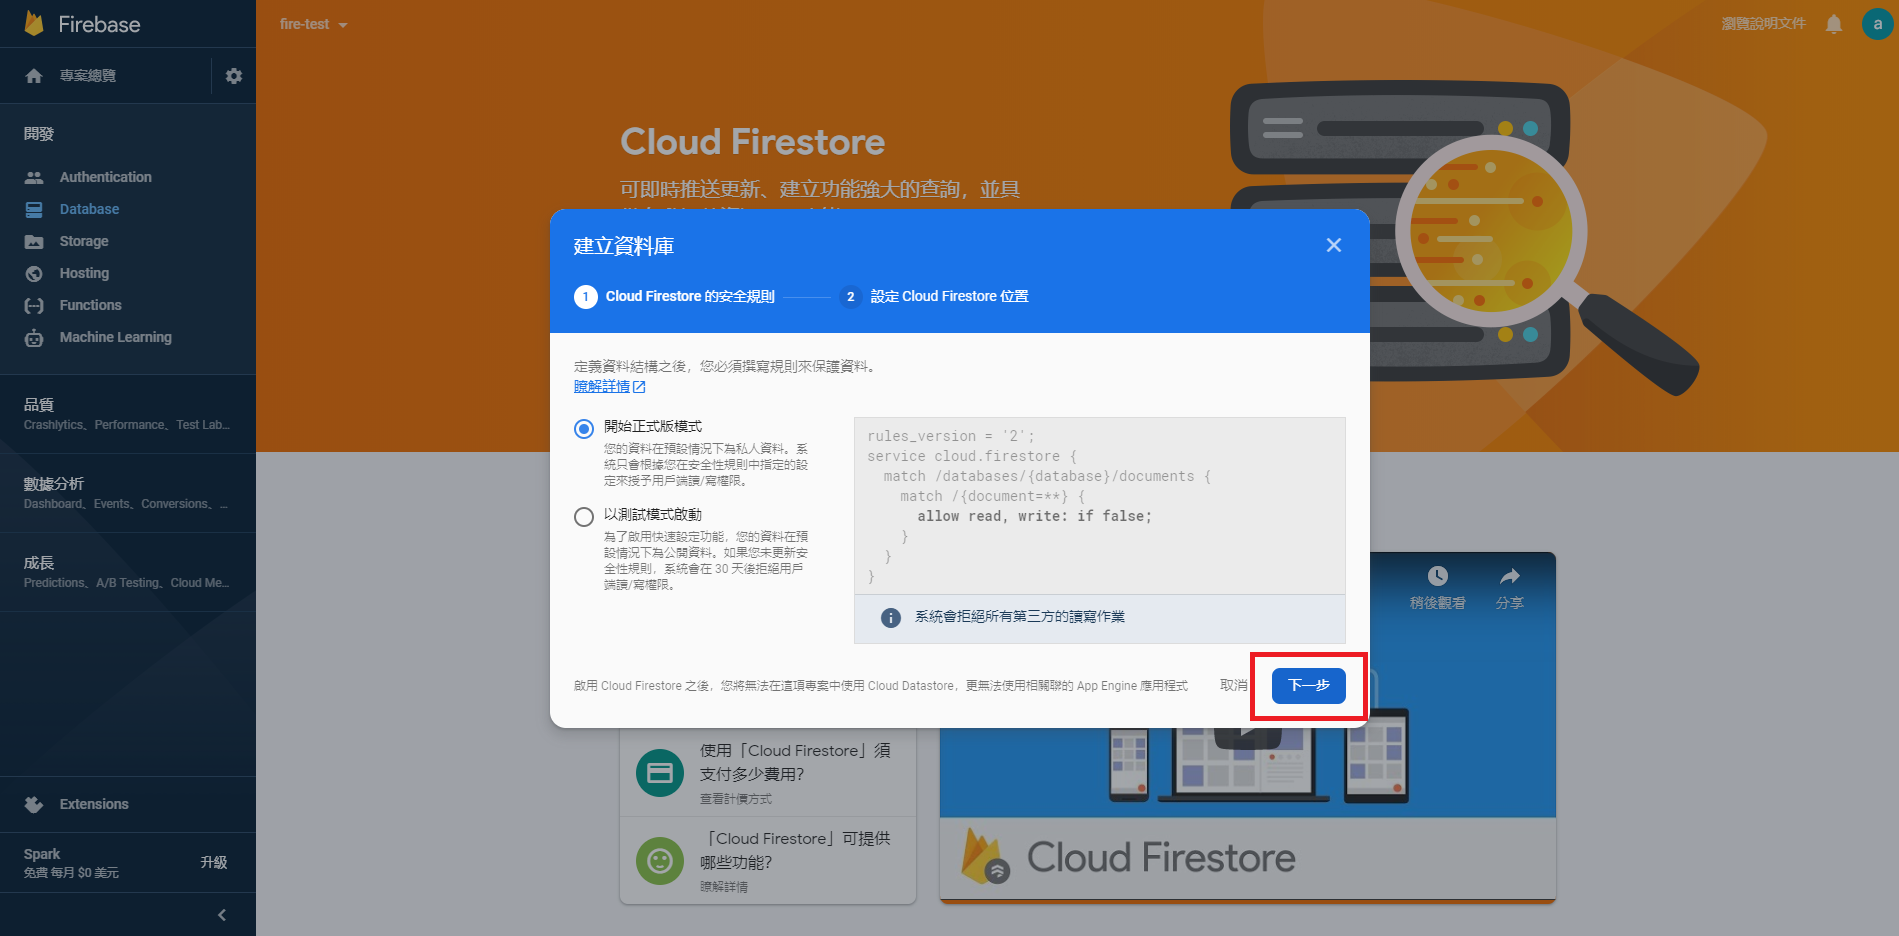 Firebase
專案總覽
開發
Authentication
Database
Storage
Hosting
Functions
Machine Learning
品質
Crashlytics、Performance、Test Lab...
數據分析
Dashboard、Events、Conversions、...
成長
Predictions、A/B Testing、Cloud Me...
Extensions
Spark
免費 每月 $0 美元
升級
fire-test
瀏覽說明文件
a
Cloud Firestore
可即時推送更新、建立功能強大的查詢，並具
建立資料庫
1 Cloud Firestore 的安全規則
2 設定 Cloud Firestore 位置
定義資料結構之後，您必須撰寫規則來保護資料。
瞭解詳情
開始正式版模式
您的資料在預設情況下為私人資料。系
統只會根據您在安全性規則中指定的設
定來授予用戶端讀/寫權限。
以測試模式啟動
為了啟用快速設定功能，您的資料在預
設情況下為公開資料。如果您未更新安
全性規則，系統會在 30 天後拒絕用戶
端讀/寫權限。
rules_version = '2';
service cloud.firestore {
match /databases/{database}/documents {
match /{document=**} {
allow read, write: if false;
}
}
}
系統會拒絕所有第三方的讀寫作業
啟用 Cloud Firestore 之後，您將無法在這項專案中使用 Cloud Datastore，更無法使用相關聯的 App Engine 應用程式
取消
下一步
稍後觀看
分享
使用「Cloud Firestore」須
支付多少費用?
查看計價方式
「Cloud Firestore」可提供
哪些功能?
瞭解詳情
Cloud Firestore